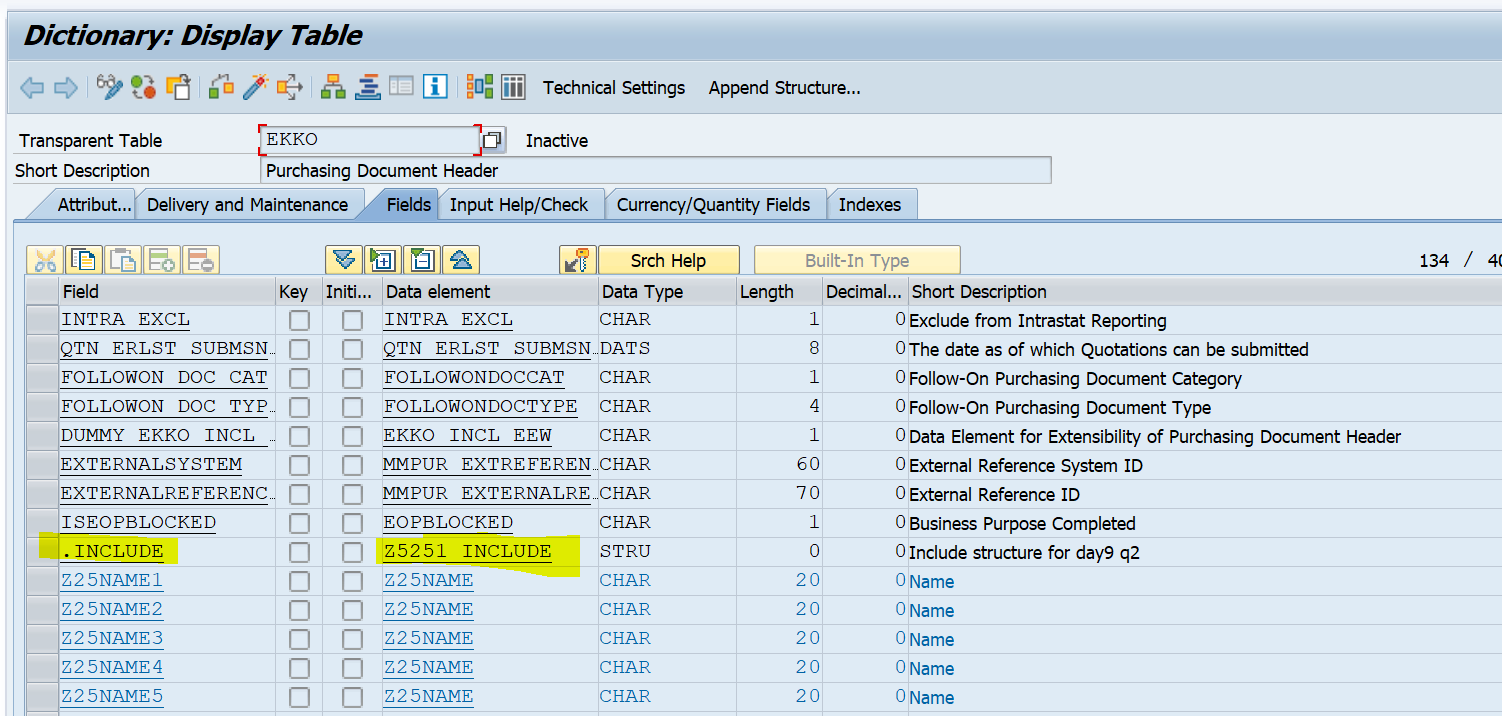 Dictionary: Display Table
Technical Settings Append Structure...
Transparent Table EKKO Inactive
Short Description Purchasing Document Header
Attribut... Delivery and Maintenance Fields Input Help/Check Currency/Quantity Fields Indexes
Srch Help Built-In Type 134 /
Field Key Initi... Data element Data Type Length Decimal... Short Description
INTRA_EXCL INTRA_EXCL CHAR 1 0 Exclude from Intrastat Reporting
QTN_ERLST_SUBMSN… QTN_ERLST_SUBMSN… DATS 8 0 The date as of which Quotations can be submitted
FOLLOWON_DOC_CAT FOLLOWONDOCCAT CHAR 1 0 Follow-On Purchasing Document Category
FOLLOWON_DOC_TYP… FOLLOWONDOCTYPE CHAR 4 0 Follow-On Purchasing Document Type
DUMMY_EKKO_INCL_… EKKO_INCL_EEW CHAR 1 0 Data Element for Extensibility of Purchasing Document Header
EXTERNALSYSTEM MMPUR_EXTREFEREN… CHAR 60 0 External Reference System ID
EXTERNALREFERENC… MMPUR_EXTERNALRE… CHAR 70 0 External Reference ID
ISEOPBLOCKED EOPBLOCKED CHAR 1 0 Business Purpose Completed
.INCLUDE Z5251_INCLUDE STRU 0 0 Include structure for day9 q2
Z25NAME1 Z25NAME CHAR 20 0 Name
Z25NAME2 Z25NAME CHAR 20 0 Name
Z25NAME3 Z25NAME CHAR 20 0 Name
Z25NAME4 Z25NAME CHAR 20 0 Name
Z25NAME5 Z25NAME CHAR 20 0 Name